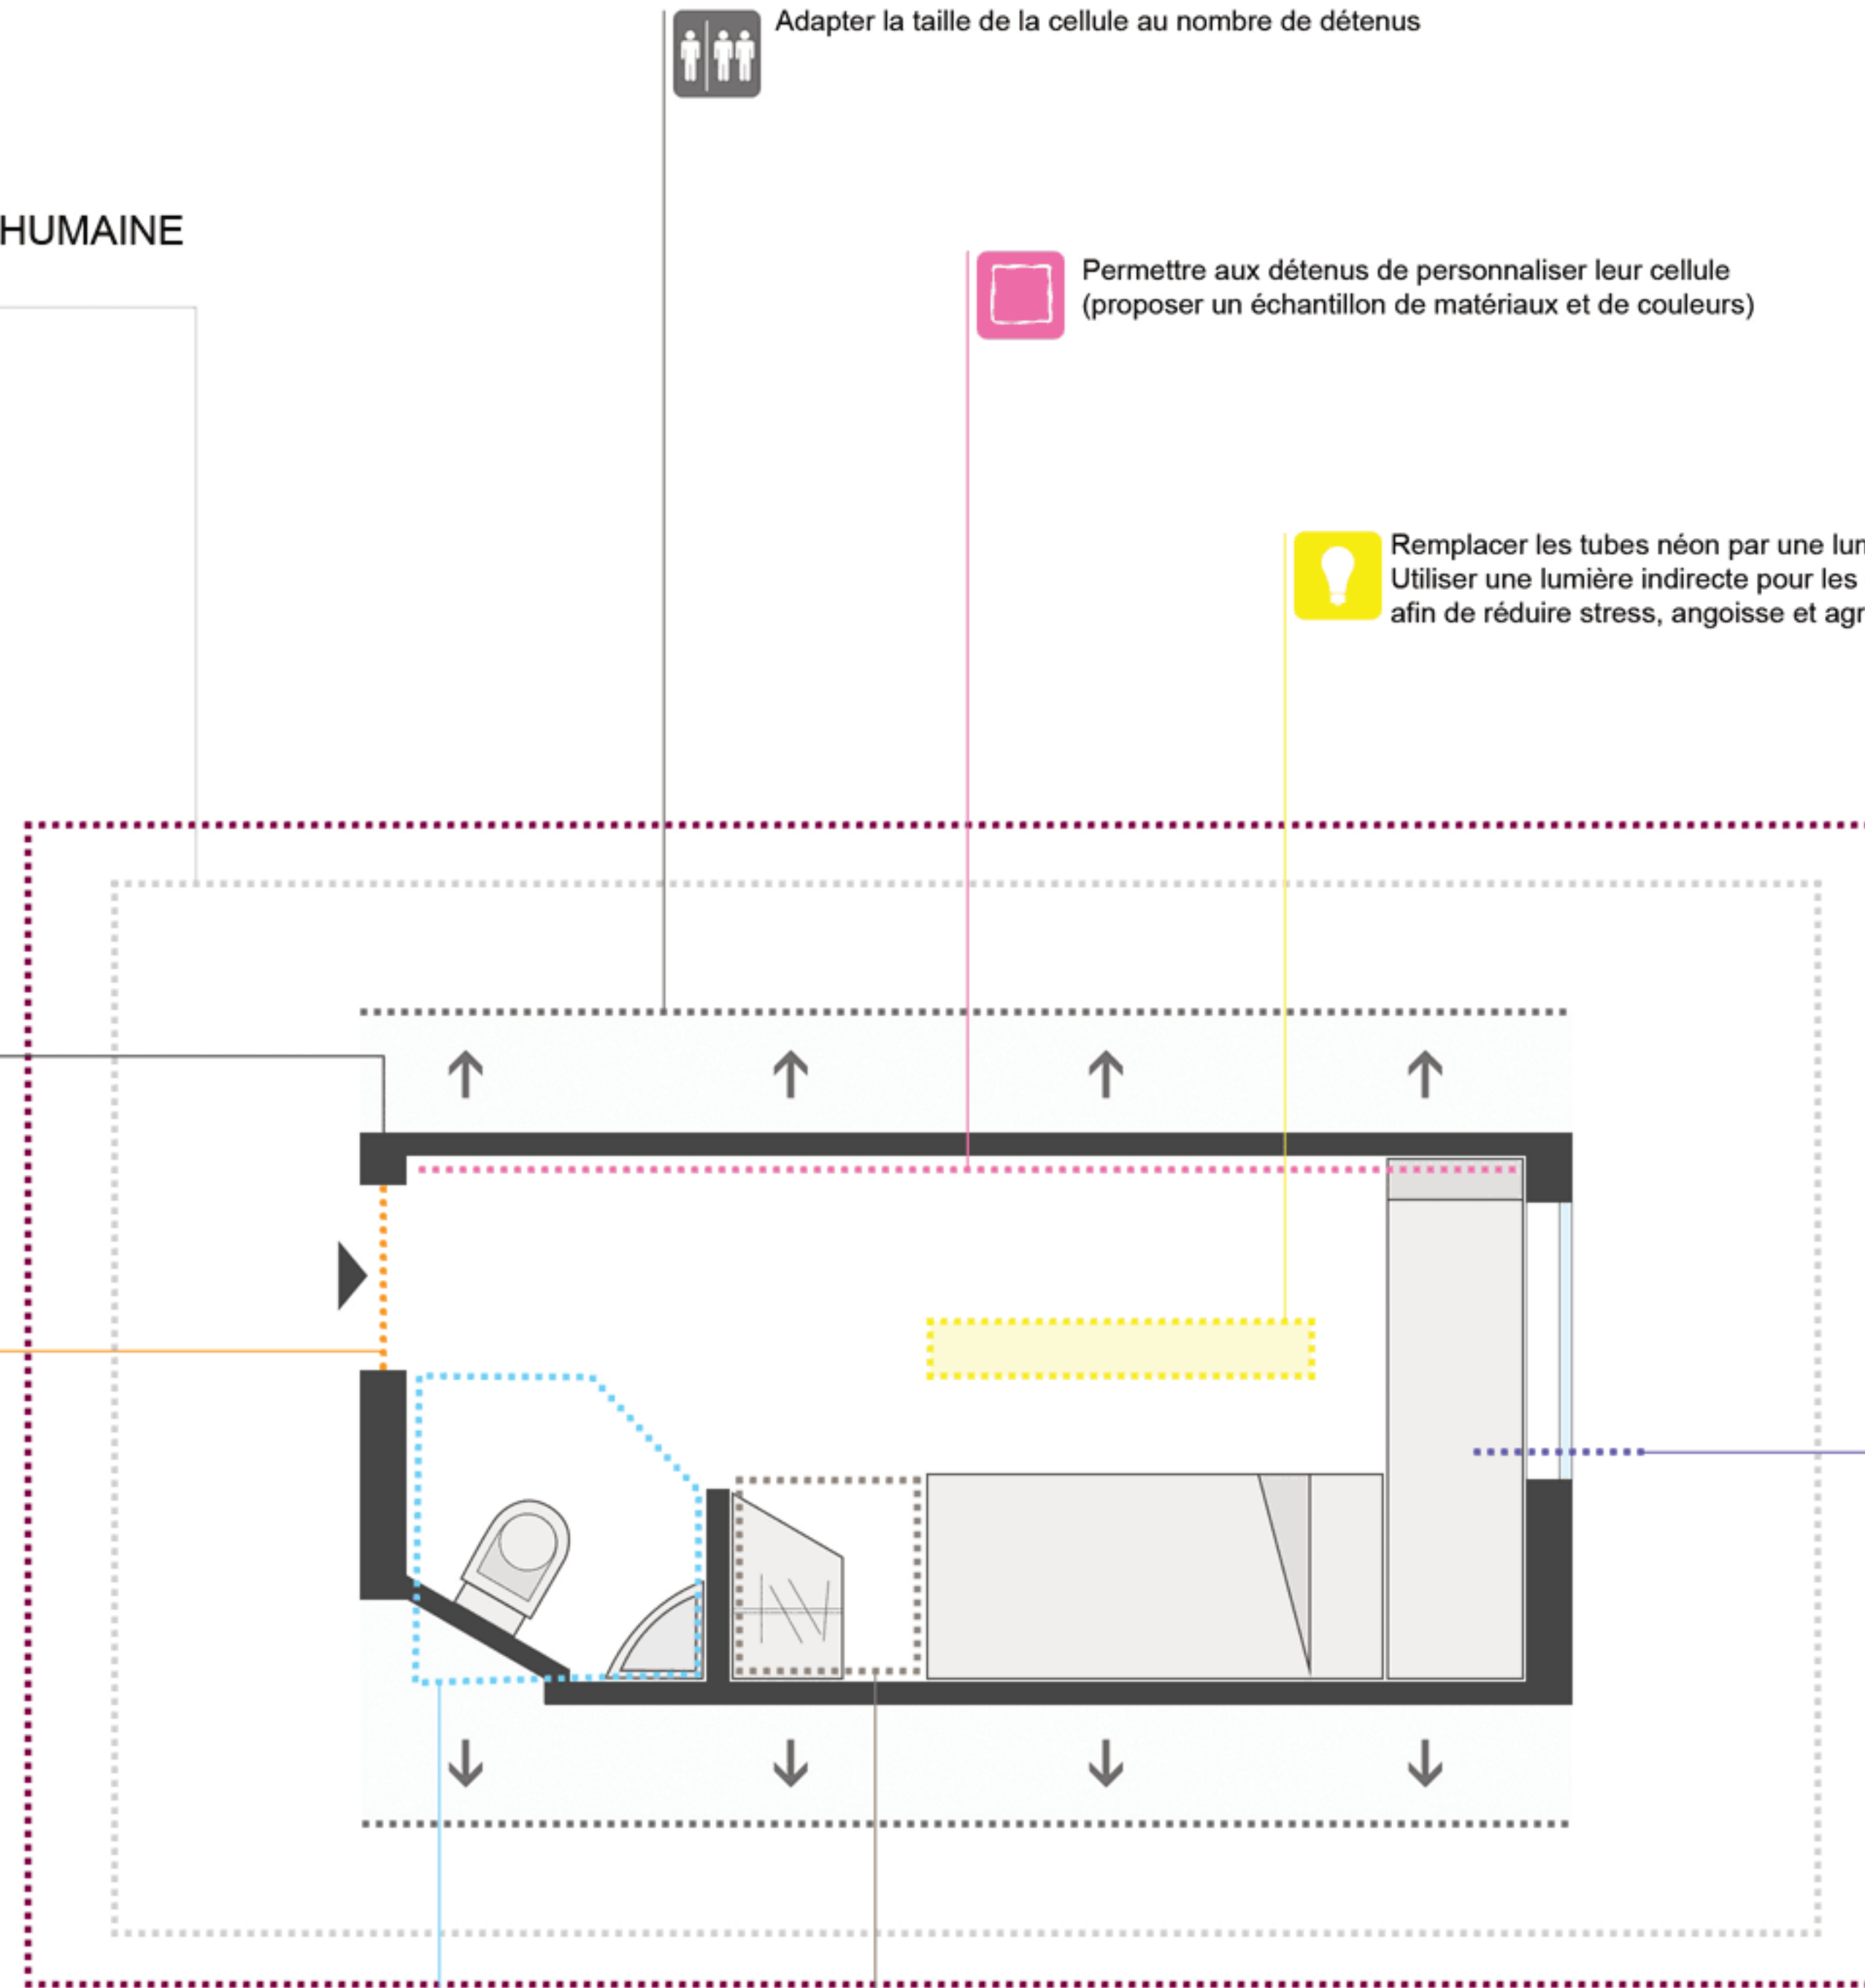 Adapter la taille de la cellule au nombre de détenus
HUMAINE
Permettre aux détenus de personnaliser leur cellule
(proposer un échantillon de matériaux et de couleurs)
Remplacer les tubes néon par une
Utiliser une lumière indirecte pour les
afin de réduire stress, angoisse et